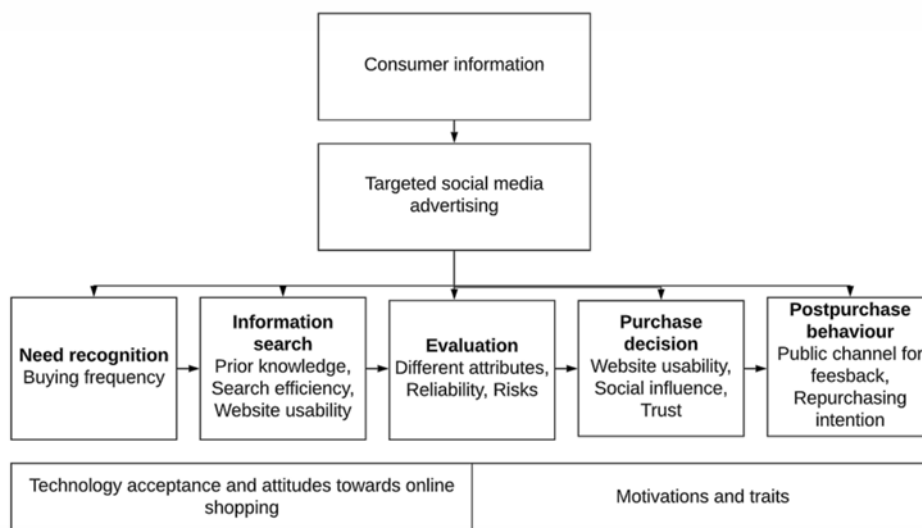 Consumer information
Targeted social media
advertising
Need recognition
Buying frequency
Information
search
Prior knowledge,
Search efficiency,
Website usability
Evaluation
Different attributes,
Reliability, Risks
Purchase
decision
Website usability,
Social influence,
Trust
Postpurchase
behaviour
Public channel for
feesback,
Repurchasing
intention
Technology acceptance and attitudes towards online
shopping
Motivations and traits